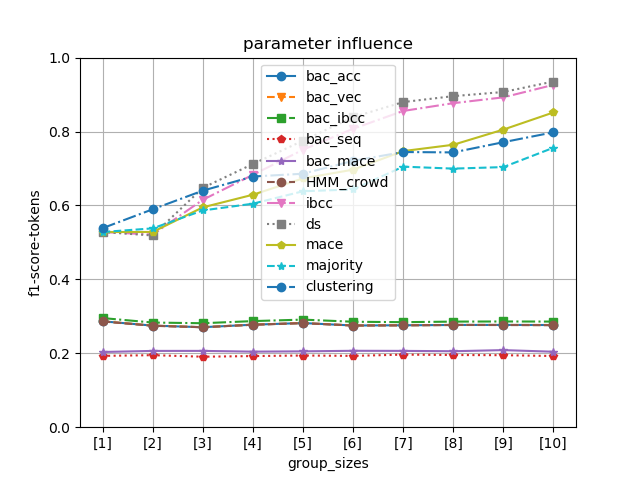 parameter influence
1.0
0.8
0.6
0.4
0.2
0.0
f1-score-tokens
bac_acc
bac_vec
bac_ibcc
bac_seq
bac_mace
HMM_crowd
ibcc
ds
mace
majority
clustering
[1] [2] [3] [4] [5] [6] [7] [8] [9] [10]
group_sizes